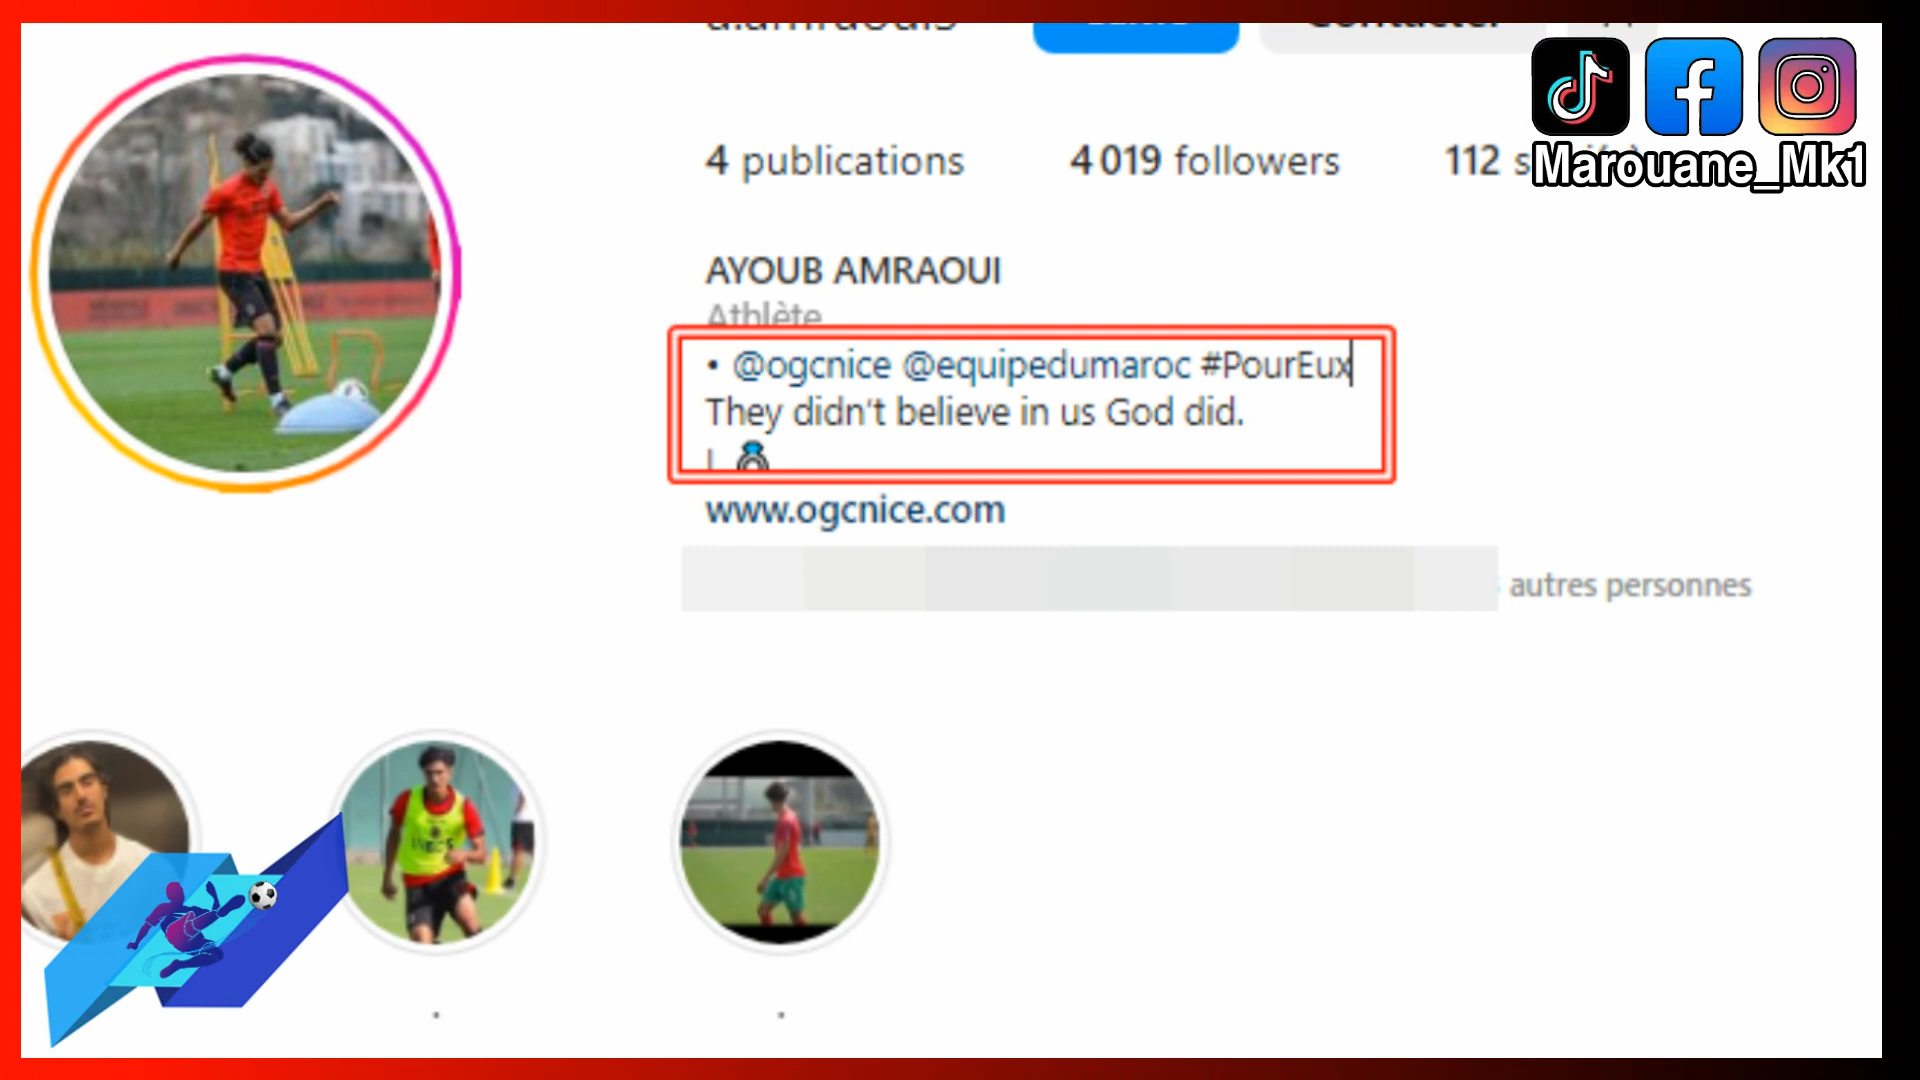 4 publications 4 019 followers 112
Marouane_Mk1
AYOUB AMRAOUI
Athlète
• @ogcnice @equipedumaroc #PourEux
They didn't believe in us God did.
www.ogcnice.com
autres personnes